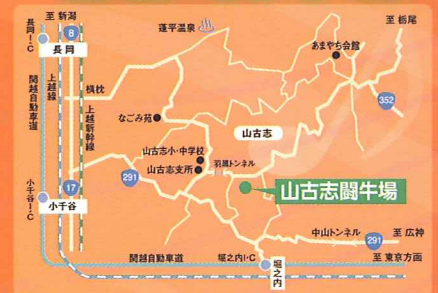 至 新潟
8
長岡I・C
長岡
上越線
関越自動車道
上越新幹線
横枕
蓬平温泉
至 栃尾
あまやち会館
352
なごみ苑
山古志
山古志小・中学校
山古志支所
羽黒トンネル
291
17
小千谷I・C
小千谷
山古志闘牛場
中山トンネル
291
至 広神
関越自動車道
堀之内I・C
堀之内
至 東京方面